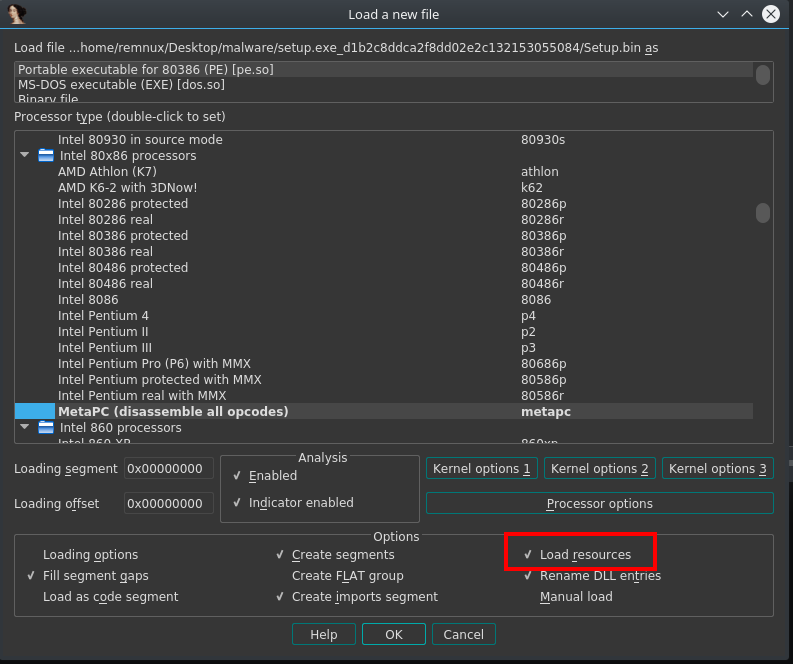 Load a new file
Load file ...home/remnux/Desktop/malware/setup.exe_d1b2c8ddca2f8dd02e2c132153055084/Setup.bin as
Portable executable for 80386 (PE) [pe.so]
MS-DOS executable (EXE) [dos.so]
Binary file
Processor type (double-click to set)
Intel 80930 in source mode 80930s
Intel 80x86 processors
AMD Athlon (K7) athlon
AMD K6-2 with 3DNow! k62
Intel 80286 protected 80286p
Intel 80286 real 80286r
Intel 80386 protected 80386p
Intel 80386 real 80386r
Intel 80486 protected 80486p
Intel 80486 real 80486r
Intel 8086 8086
Intel Pentium 4 p4
Intel Pentium II p2
Intel Pentium III p3
Intel Pentium Pro (P6) with MMX 80686p
Intel Pentium protected with MMX 80586p
Intel Pentium real with MMX 80586r
MetaPC (disassemble all opcodes) metapc
Intel 860 processors
Intel 860 XR 860xr
Loading segment 0x00000000
Loading offset 0x00000000
Analysis
Enabled
Indicator enabled
Kernel options 1 Kernel options 2 Kernel options 3
Processor options
Options
Loading options Create segments Load resources
Fill segment gaps Create FLAT group Rename DLL entries
Load as code segment Create imports segment Manual load
Help OK Cancel